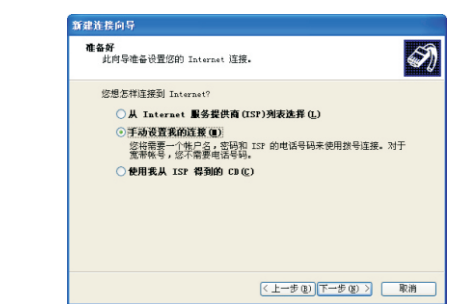 新建连接向导
准备好
此向导准备设置您的 Internet 连接。
您想怎样连接到 Internet?
从 Internet 服务提供商(ISP)列表选择(L)
手动设置我的连接(M)
您将需要一个帐户名，密码和 ISP 的电话号码来使用拨号连接。对于
宽带帐号，您不需要电话号码。
使用我从 ISP 得到的 CD(C)
<上一步(B) 下一步(N)> 取消